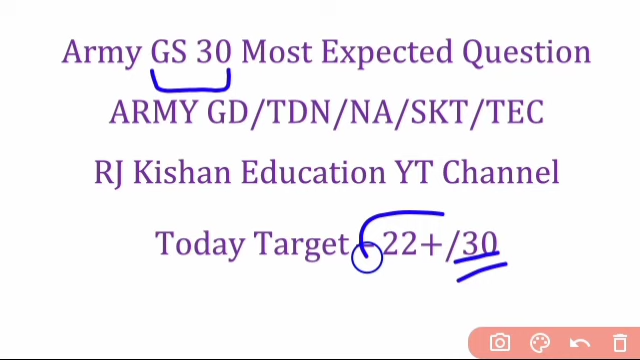 Army GS 30 Most Expected Question
ARMY GD/TDN/NA/SKT/TEC
RJ Kishan Education YT Channel
Today Target -22+/30